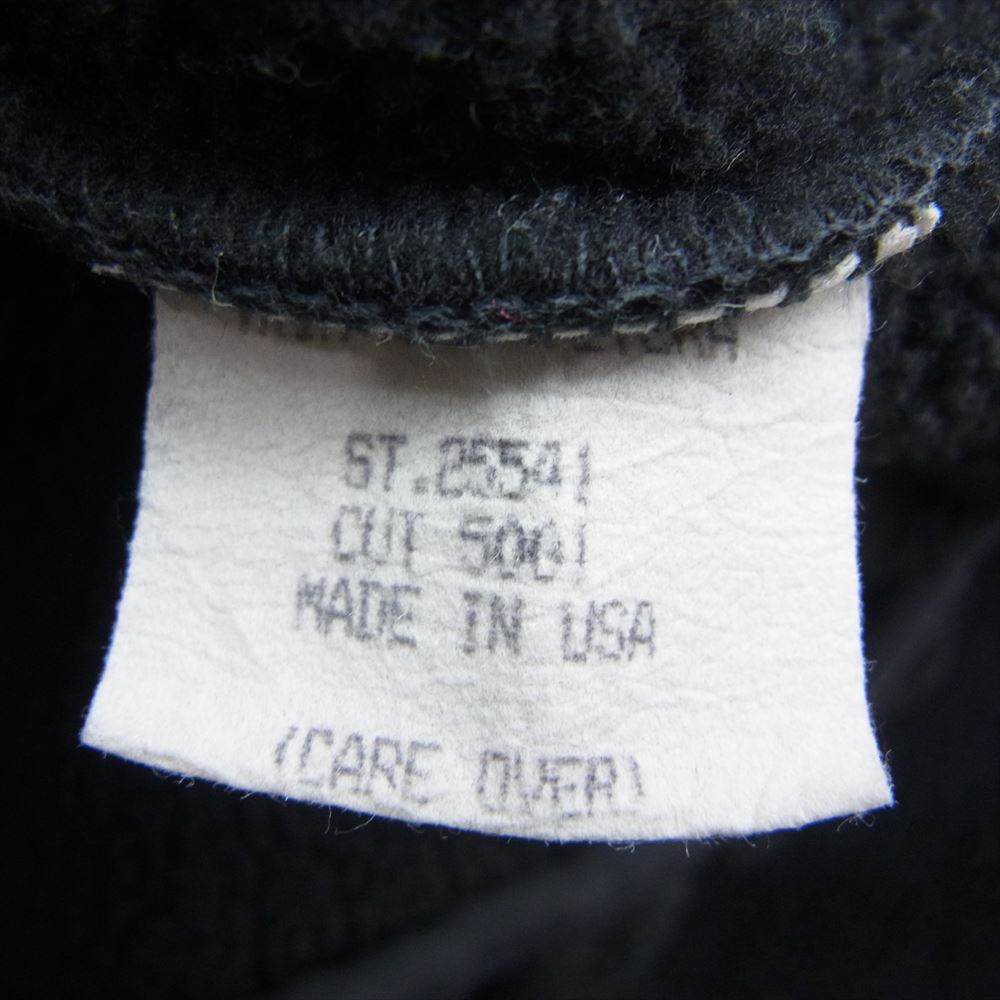 ST.25541
CUT 5001
MADE IN USA
(CARE OVER)